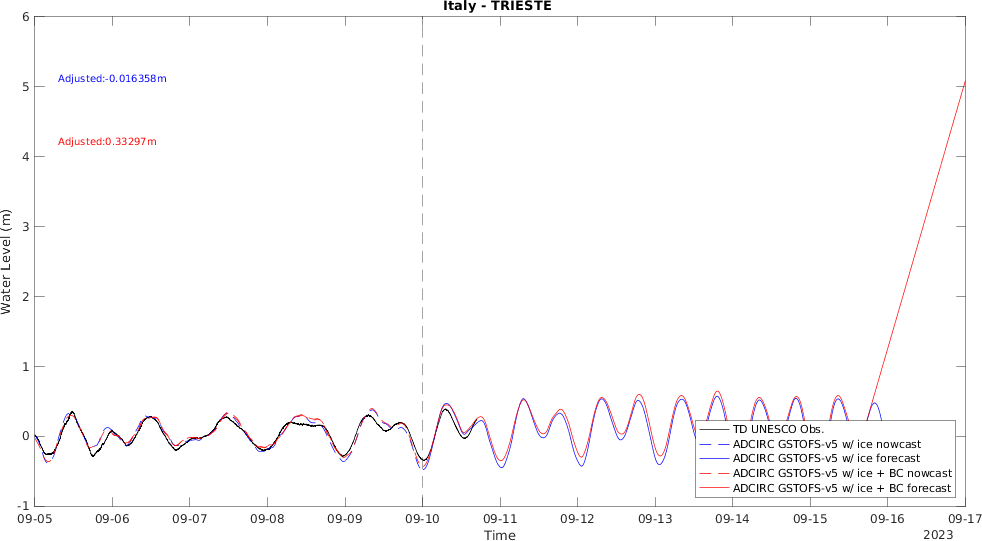 Italy - TRIESTE
6
5
4
3
2
1
0
-1
Water Level (m)
Adjusted:-0.016358m
Adjusted:0.33297m
TD UNESCO Obs.
ADCIRC GSTOFS-v5 w/ ice nowcast
ADCIRC GSTOFS-v5 w/ ice forecast
ADCIRC GSTOFS-v5 w/ ice + BC nowcast
ADCIRC GSTOFS-v5 w/ ice + BC forecast
09-05 09-06 09-07 09-08 09-09 09-10 09-11 09-12 09-13 09-14 09-15 09-16 09-17
Time
2023